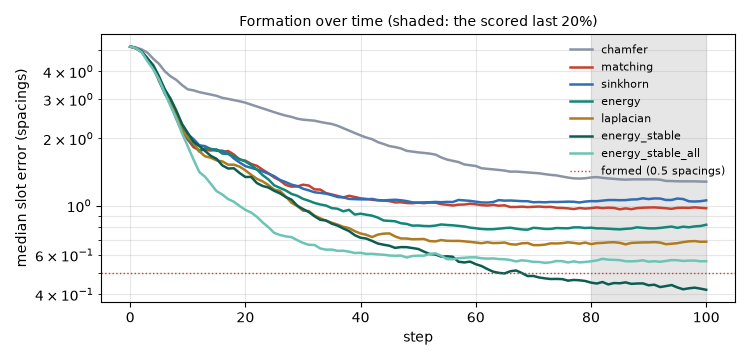 Formation over time (shaded: the scored last 20%)
median slot error (spacings)
4 × 10⁰
3 × 10⁰
2 × 10⁰
10⁰
6 × 10⁻¹
4 × 10⁻¹
chamfer
matching
sinkhorn
energy
laplacian
energy_stable
energy_stable_all
formed (0.5 spacings)
0 20 40 60 80 100
step